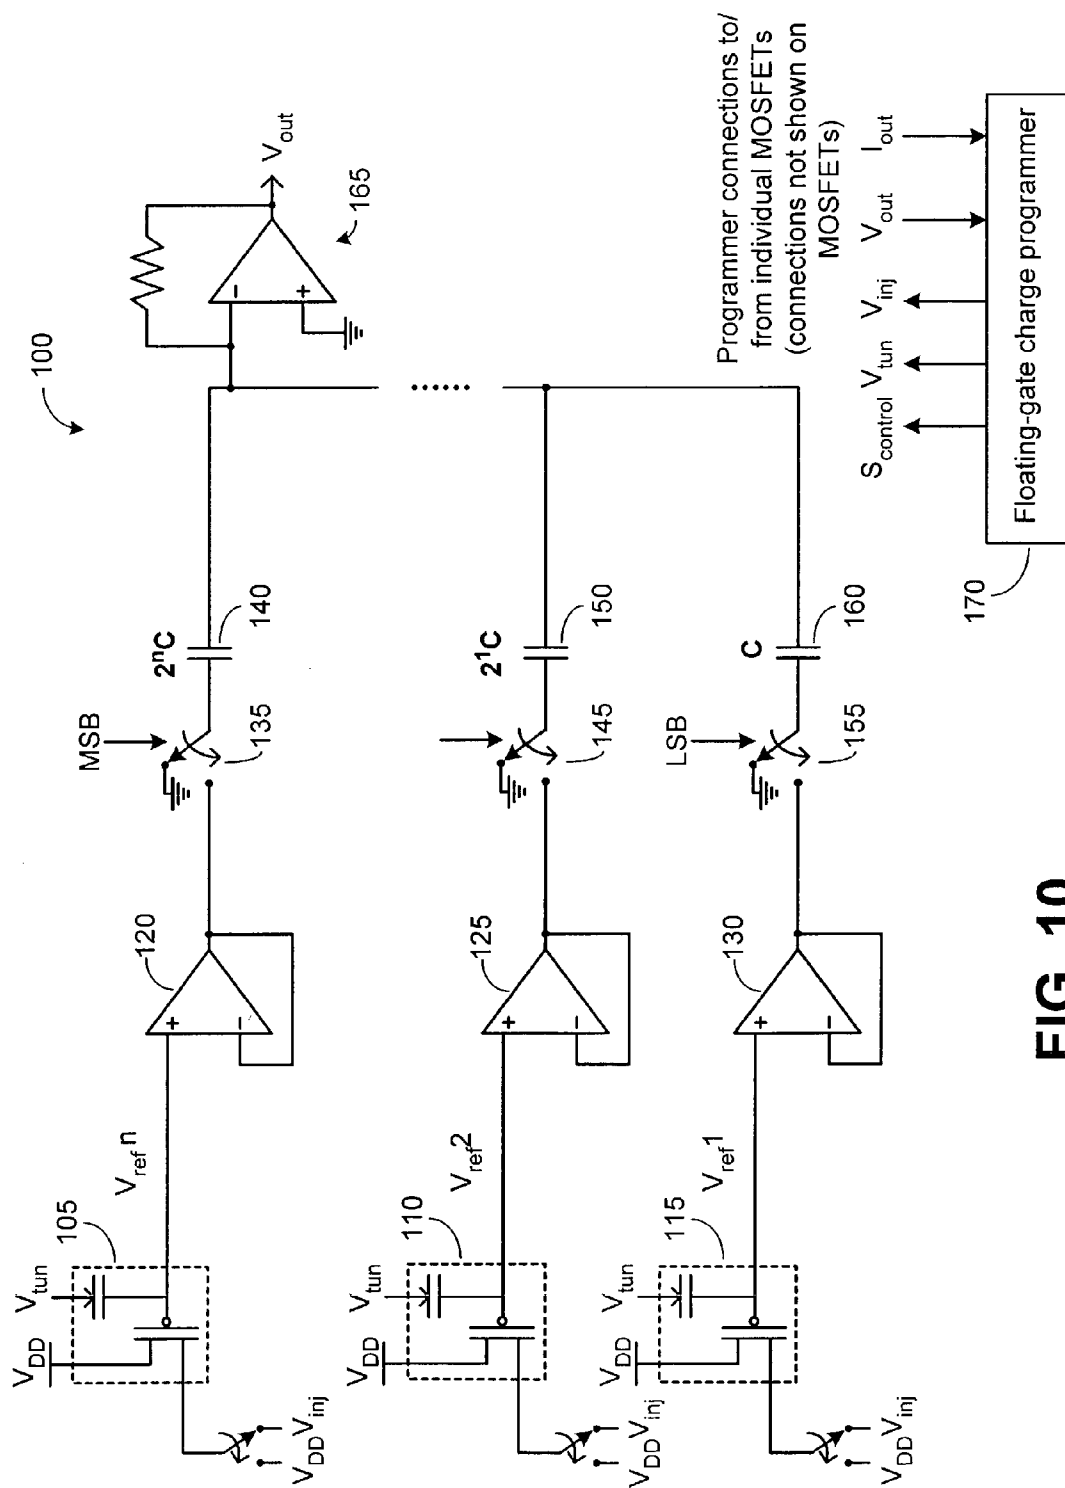 100
V_out
165
2^nC
140
MSB
135
120
V_ref n
105
V_tun
V_DD
V_DD V_inj
2^1C
150
145
125
V_ref 2
110
V_tun
V_DD
V_DD V_inj
C
160
LSB
155
130
V_ref 1
115
V_tun
V_DD
V_DD V_inj
+
−
+
−
+
−
−
+
Programmer connections to/
from individual MOSFETs
(connections not shown on
MOSFETs)
S_control V_tun V_inj V_out I_out
Floating-gate charge programmer
170
FIG. 10